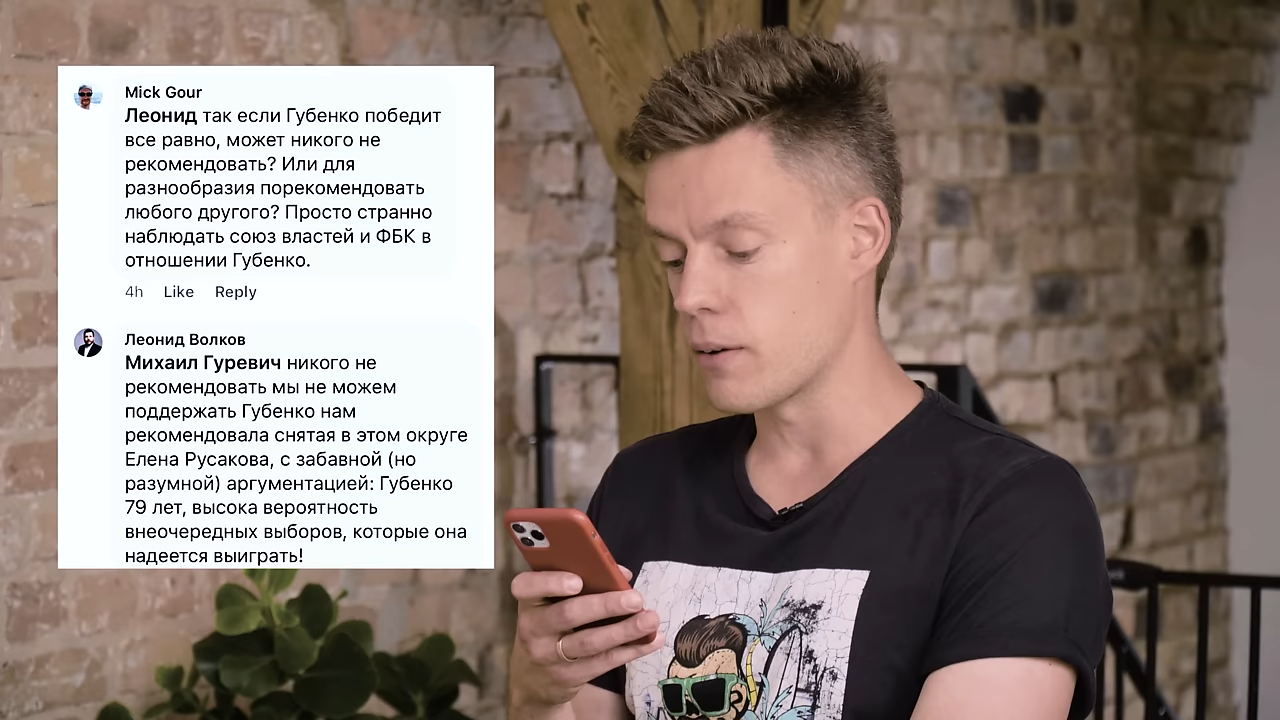 Mick Gour
Леонид так если Губенко победит
все равно, может никого не
рекомендовать? Или для
разнообразия порекомендовать
любого другого? Просто странно
наблюдать союз властей и ФБК в
отношении Губенко.
4h Like Reply
Леонид Волков
Михаил Гуревич никого не
рекомендовать мы не можем
поддержать Губенко нам
рекомендовала снятая в этом округе
Елена Русакова, с забавной (но
разумной) аргументацией: Губенко
79 лет, высока вероятность
внеочередных выборов, которые она
надеется выиграть!